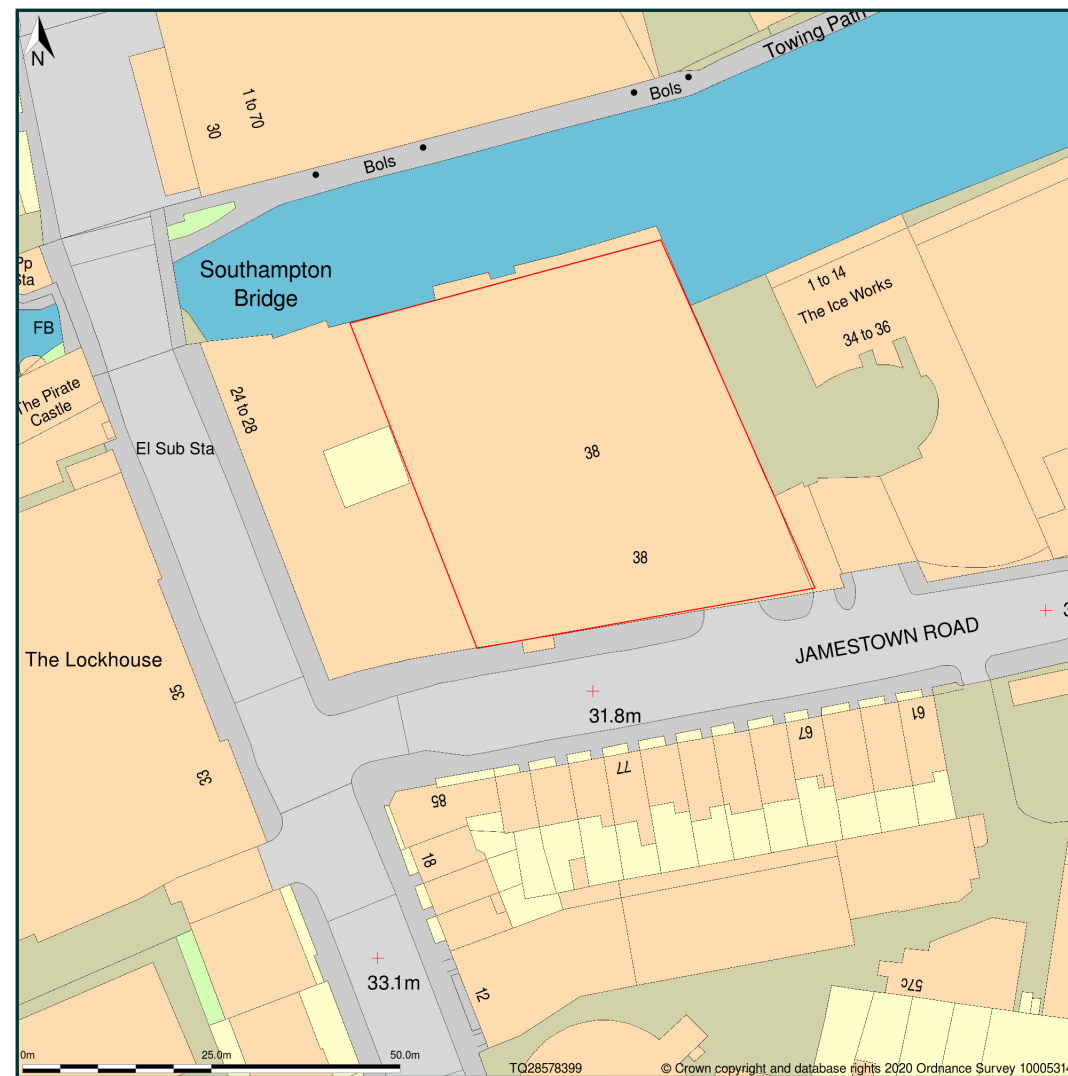 N
Towing Path
Bols
1 to 70
30
Bols
Southampton
Bridge
1 to 14
The Ice Works
34 to 36
Pp
Sta
FB
The Pirate
Castle
24 to 28
El Sub Sta
38
38
JAMESTOWN ROAD
The Lockhouse
35
31.8m
61
67
77
33
85
18
57c
33.1m
12
0m
25.0m
50.0m
TQ28578399
© Crown copyright and database rights 2020 Ordnance Survey 10005314